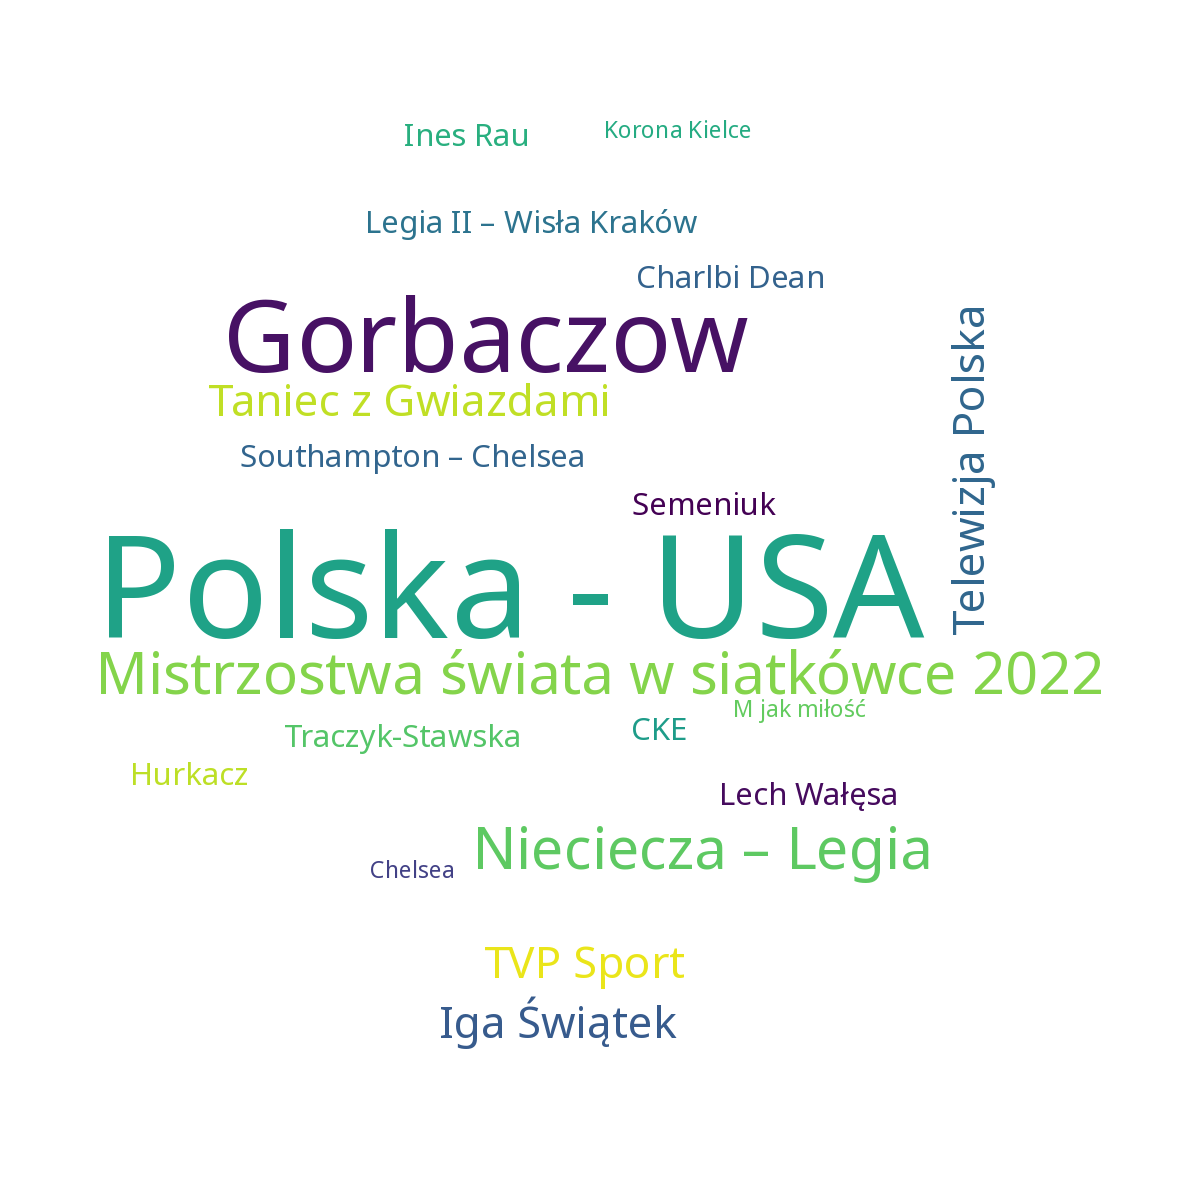 Ines Rau
Korona Kielce
Legia II – Wisła Kraków
Charlbi Dean
Gorbaczow
Taniec z Gwiazdami
Telewizja Polska
Southampton – Chelsea
Semeniuk
Polska - USA
Mistrzostwa świata w siatkówce 2022
M jak miłość
Traczyk-Stawska
CKE
Hurkacz
Lech Wałęsa
Nieciecza – Legia
Chelsea
TVP Sport
Iga Świątek